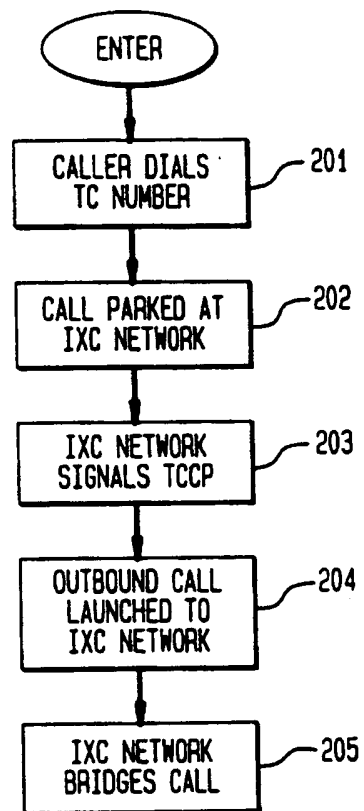 ENTER
CALLER DIALS
TC NUMBER
201
CALL PARKED AT
IXC NETWORK
202
IXC NETWORK
SIGNALS TCCP
203
OUTBOUND CALL
LAUNCHED TO
IXC NETWORK
204
IXC NETWORK
BRIDGES CALL
205